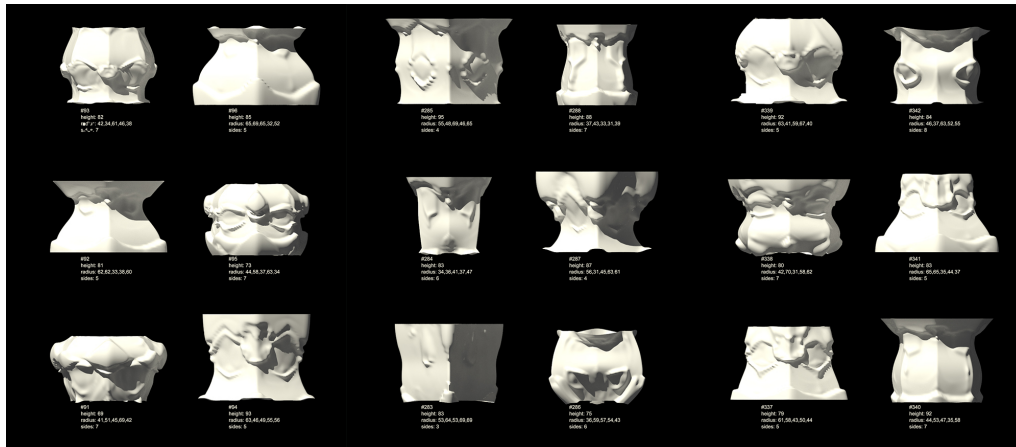 #93
height: 82
42,34,61,46,38
7
#96
height: 85
radius: 65,69,65,32,52
sides: 5
#285
height: 95
radius: 55,48,69,46,65
sides: 4
#288
height: 88
radius: 37,43,33,31,38
sides: 7
#339
height: 92
radius: 63,41,59,67,40
sides: 5
#342
height: 84
radius: 46,37,63,52,55
sides: 8
#92
height: 81
radius: 62,62,33,38,60
sides: 5
#95
height: 73
radius: 44,58,37,63,34
sides: 7
#284
height: 83
radius: 34,36,41,37,47
sides: 6
#287
height: 87
radius: 56,31,45,63,61
sides: 4
#338
height: 80
radius: 42,70,31,58,62
sides: 7
#341
height: 83
radius: 65,65,35,44,37
sides: 5
#91
height: 69
radius: 41,51,45,69,42
sides: 7
#94
height: 93
radius: 63,46,49,55,56
sides: 5
#283
height: 83
radius: 53,64,53,89,69
sides: 3
#286
height: 75
radius: 36,59,57,54,43
sides: 6
#337
height: 79
radius: 61,58,43,50,44
sides: 5
#340
height: 92
radius: 44,53,47,35,58
sides: 7